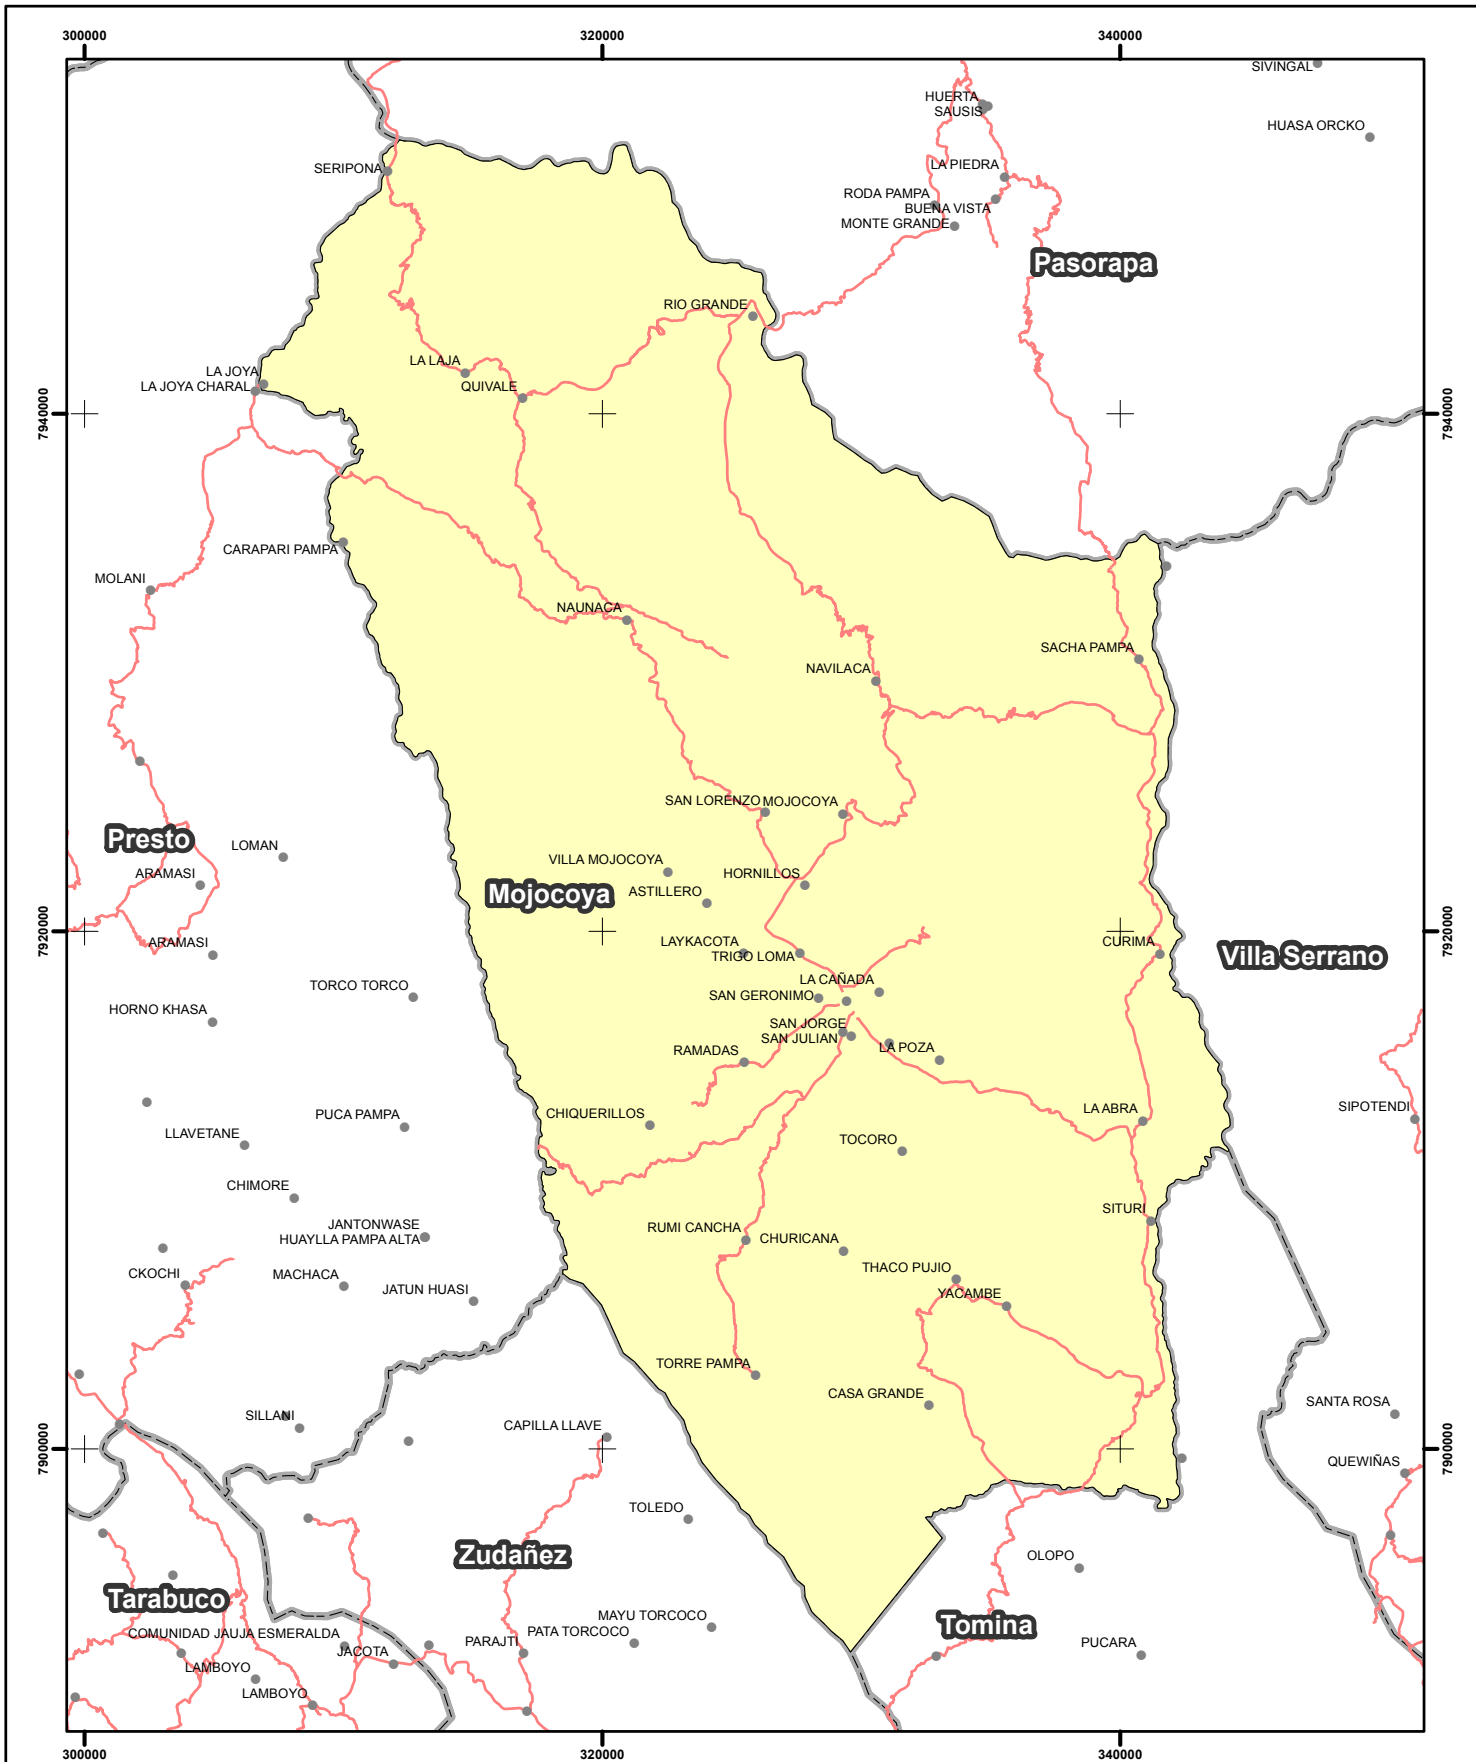 300000
320000
340000
SIVINGAL
HUERTA
SAUSIS
HUASA ORCKO
SERIPONA
LA PIEDRA
RODA PAMPA
BUENA VISTA
MONTE GRANDE
Pasorapa
RIO GRANDE
LA LAJA
LA JOYA
LA JOYA CHARAL
QUIVALE
7940000
7940000
CARAPARI PAMPA
MOLANI
NAUNACA
SACHA PAMPA
NAVILACA
SAN LORENZO
MOJOCOYA
Presto
LOMAN
VILLA MOJOCOYA
HORNILLOS
ARAMASI
Mojocoya
ASTILLERO
7920000
7920000
ARAMASI
LAYKACOTA
TRIGO LOMA
CURIMA
Villa Serrano
LA CAÑADA
TORCO TORCO
SAN GERONIMO
HORNO KHASA
SAN JORGE
SAN JULIAN
RAMADAS
LA POZA
CHIQUERILLOS
LA ABRA
SIPOTENDI
PUCA PAMPA
LLAVETANE
TOCORO
CHIMORE
SITURI
JANTONWASE
HUAYLLA PAMPA ALTA
RUMI CANCHA
CHURICANA
CKOCHI
MACHACA
THACO PUJIO
JATUN HUASI
YACAMBE
TORRE PAMPA
CASA GRANDE
SANTA ROSA
SILLANI
CAPILLA LLAVE
7900000
7900000
QUEWIÑAS
TOLEDO
Zudañez
OLOPO
Tarabuco
MAYU TORCOCO
Tomina
COMUNIDAD JAUJA ESMERALDA
PATA TORCOCO
PARAJTI
JACOTA
PUCARA
LAMBOYO
LAMBOYO
300000
320000
340000